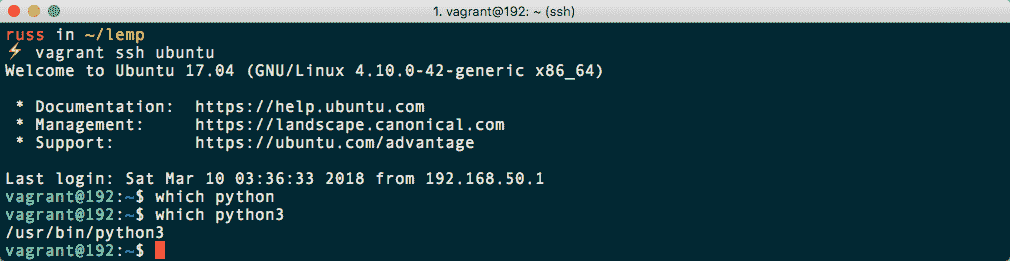 1. vagrant@192: ~ (ssh)
russ in ~/lemp
⚡ vagrant ssh ubuntu
Welcome to Ubuntu 17.04 (GNU/Linux 4.10.0-42-generic x86_64)
* Documentation:  https://help.ubuntu.com
* Management:     https://landscape.canonical.com
* Support:        https://ubuntu.com/advantage
Last login: Sat Mar 10 03:36:33 2018 from 192.168.50.1
vagrant@192:~$ which python
vagrant@192:~$ which python3
/usr/bin/python3
vagrant@192:~$